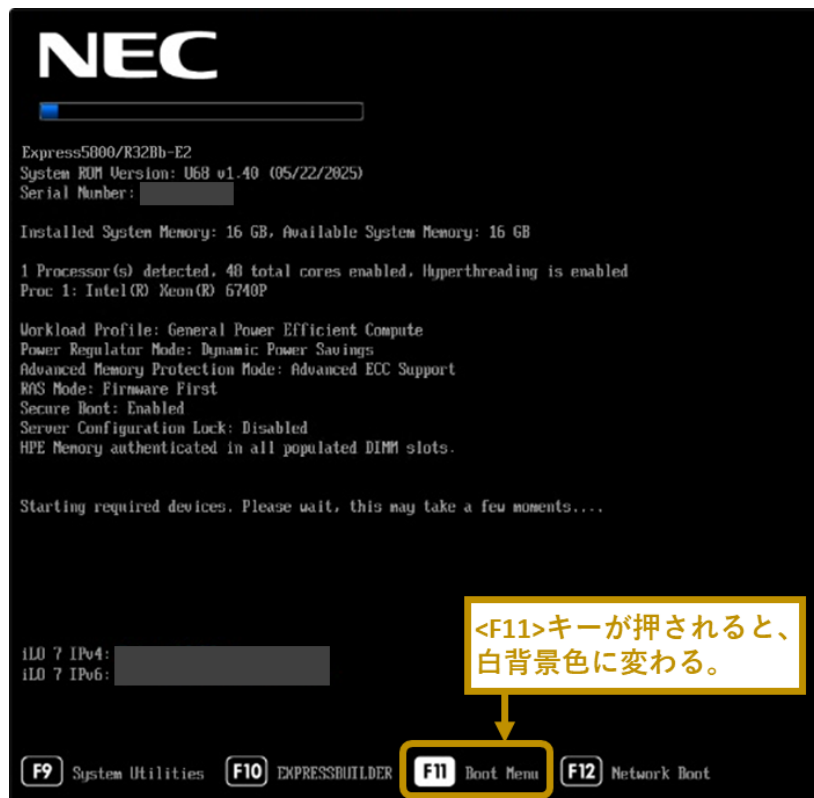 NEC
Express5800/R32Bb-E2
System ROM Version: U68 v1.40 (05/22/2025)
Serial Number:
Installed System Memory: 16 GB, Available System Memory: 16 GB
1 Processor(s) detected, 48 total cores enabled, Hyperthreading is enabled
Proc 1: Intel(R) Xeon(R) 6740P
Workload Profile: General Power Efficient Compute
Power Regulator Mode: Dynamic Power Savings
Advanced Memory Protection Mode: Advanced ECC Support
RAS Mode: Firmware First
Secure Boot: Enabled
Server Configuration Lock: Disabled
HPE Memory authenticated in all populated DIMM slots.
Starting required devices. Please wait, this may take a few moments....
<F11>キーが押されると、
白背景色に変わる。
iLO 7 IPv4:
iLO 7 IPv6:
F9 System Utilities F10 EXPRESSBUILDER F11 Boot Menu F12 Network Boot